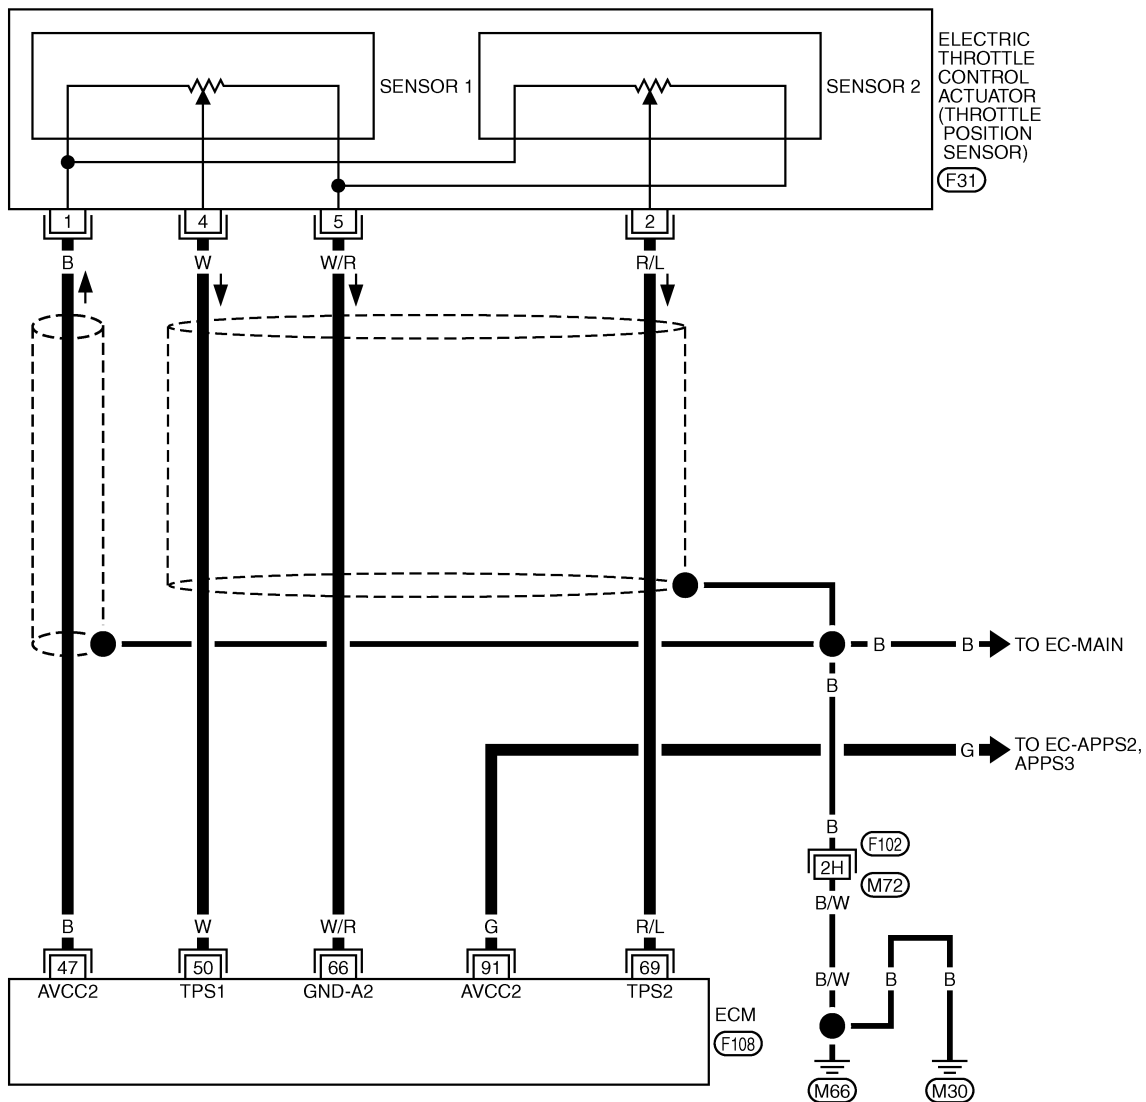 ELECTRIC
THROTTLE
CONTROL
ACTUATOR
(THROTTLE
POSITION
SENSOR)
F31
SENSOR 1
SENSOR 2
1
4
5
2
B
W
W/R
R/L
B
B
TO EC-MAIN
B
G
TO EC-APPS2,
APPS3
B
F102
2H
M72
B/W
B
W
W/R
G
R/L
47
50
66
91
69
AVCC2
TPS1
GND-A2
AVCC2
TPS2
ECM
F108
B/W
B
B
M66
M30